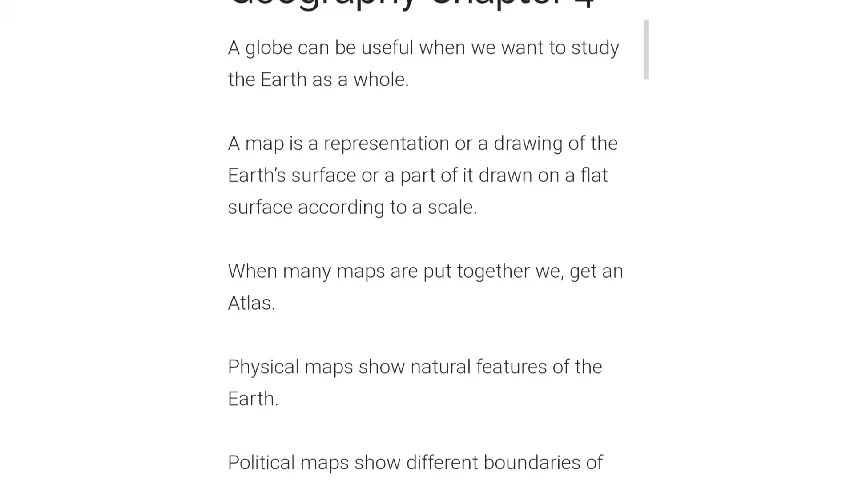 Geography Chapter 4
A globe can be useful when we want to study
the Earth as a whole.
A map is a representation or a drawing of the
Earth's surface or a part of it drawn on a flat
surface according to a scale.
When many maps are put together we, get an
Atlas.
Physical maps show natural features of the
Earth.
Political maps show different boundaries of